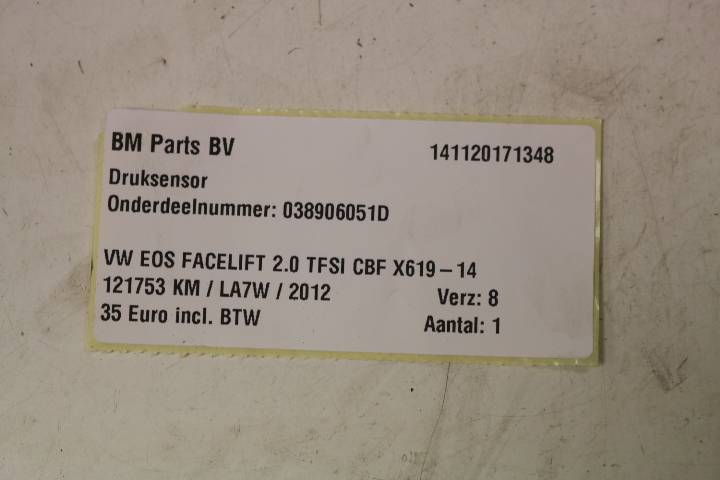 BM Parts BV 141120171348
Druksensor
Onderdeelnummer: 038906051D
VW EOS FACELIFT 2.0 TFSI CBF X619-14
121753 KM / LA7W / 2012 Verz: 8
35 Euro incl. BTW Aantal: 1